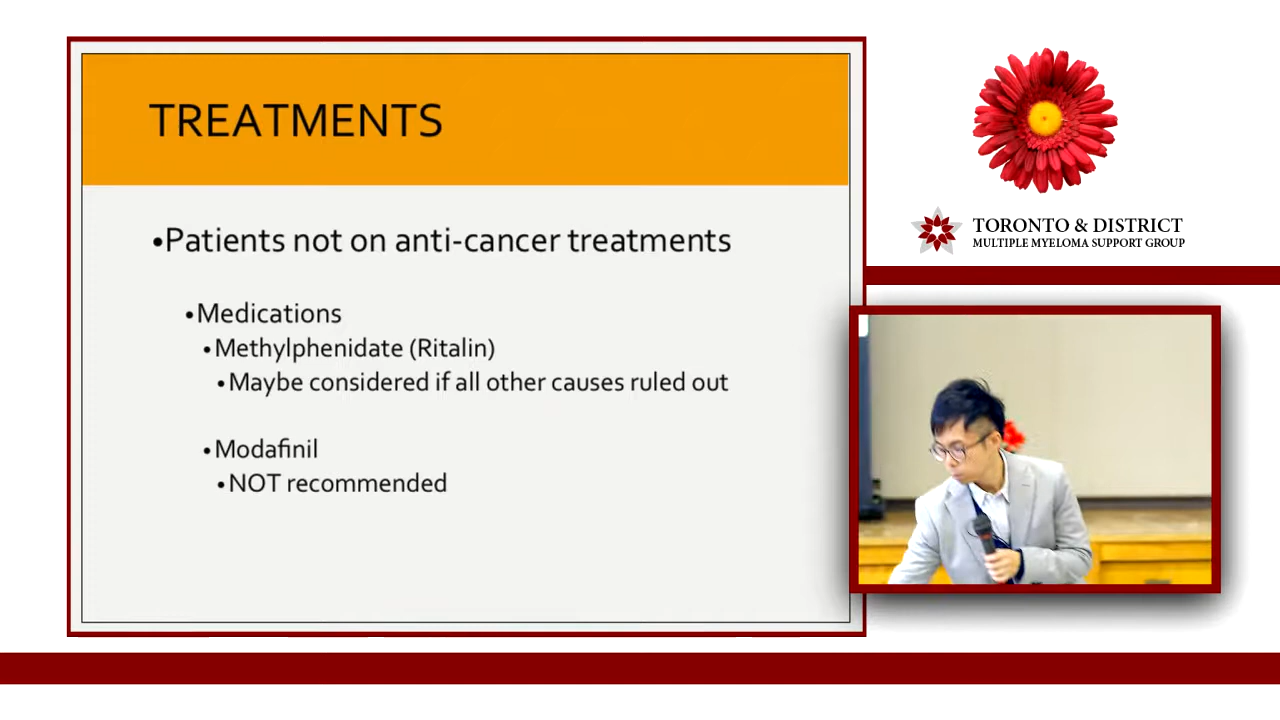 TREATMENTS
•Patients not on anti-cancer treatments
•Medications
•Methylphenidate (Ritalin)
•Maybe considered if all other causes ruled out
•Modafinil
•NOT recommended
TORONTO & DISTRICT
MULTIPLE MYELOMA SUPPORT GROUP